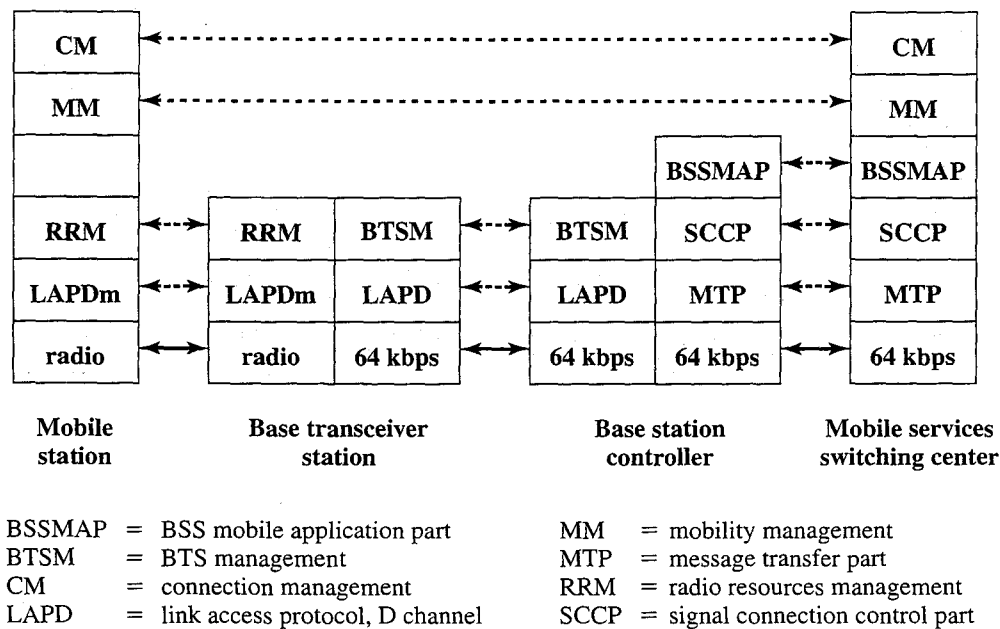 CM CM
MM MM
BSSMAP BSSMAP
RRM RRM BTSM BTSM SCCP SCCP
LAPDm LAPDm LAPD LAPD MTP MTP
radio radio 64 kbps 64 kbps 64 kbps 64 kbps
Mobile Base transceiver Base station Mobile services
station station controller switching center
BSSMAP = BSS mobile application part MM = mobility management
BTSM = BTS management MTP = message transfer part
CM = connection management RRM = radio resources management
LAPD = link access protocol, D channel SCCP = signal connection control part